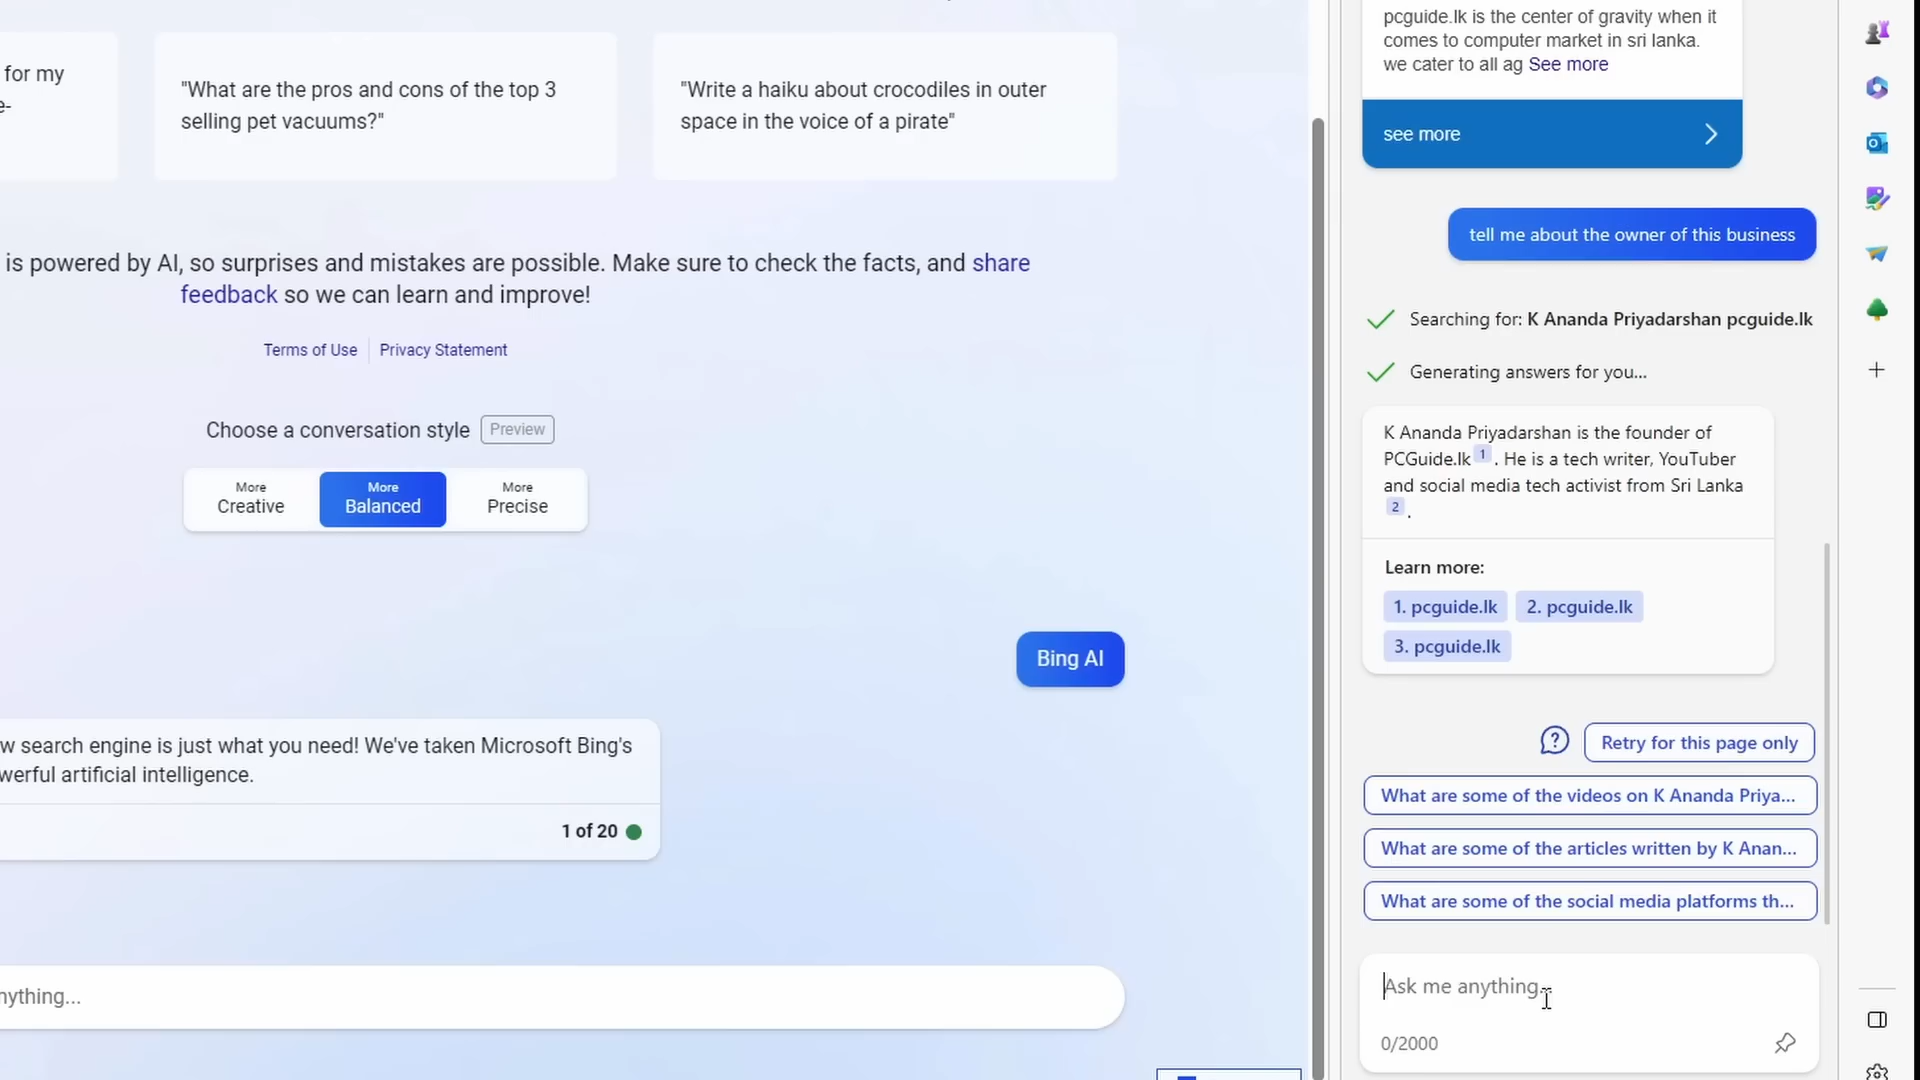 for my
e-
"What are the pros and cons of the top 3
selling pet vacuums?"
"Write a haiku about crocodiles in outer
space in the voice of a pirate"
is powered by AI, so surprises and mistakes are possible. Make sure to check the facts, and share
feedback so we can learn and improve!
Terms of Use
Privacy Statement
Choose a conversation style Preview
More
Creative
More
Balanced
More
Precise
Bing AI
w search engine is just what you need! We've taken Microsoft Bing's
werful artificial intelligence.
1 of 20
nything...
pcguide.lk is the center of gravity when it
comes to computer market in sri lanka.
we cater to all ag See more
see more
tell me about the owner of this business
Searching for: K Ananda Priyadarshan pcguide.lk
Generating answers for you...
K Ananda Priyadarshan is the founder of
PCGuide.lk 1 . He is a tech writer, YouTuber
and social media tech activist from Sri Lanka
2 .
Learn more:
1. pcguide.lk 2. pcguide.lk
3. pcguide.lk
Retry for this page only
What are some of the videos on K Ananda Priya...
What are some of the articles written by K Anan...
What are some of the social media platforms th...
Ask me anything...
0/2000